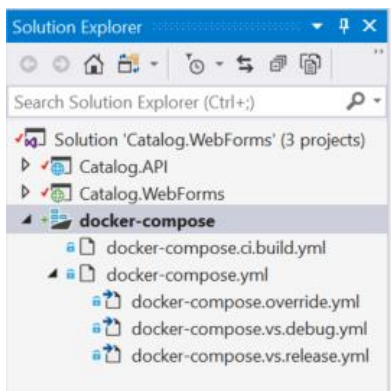 Solution Explorer
Search Solution Explorer (Ctrl+;)
Solution 'Catalog.WebForms' (3 projects)
Catalog.API
Catalog.WebForms
docker-compose
docker-compose.ci.build.yml
docker-compose.yml
docker-compose.override.yml
docker-compose.vs.debug.yml
docker-compose.vs.release.yml